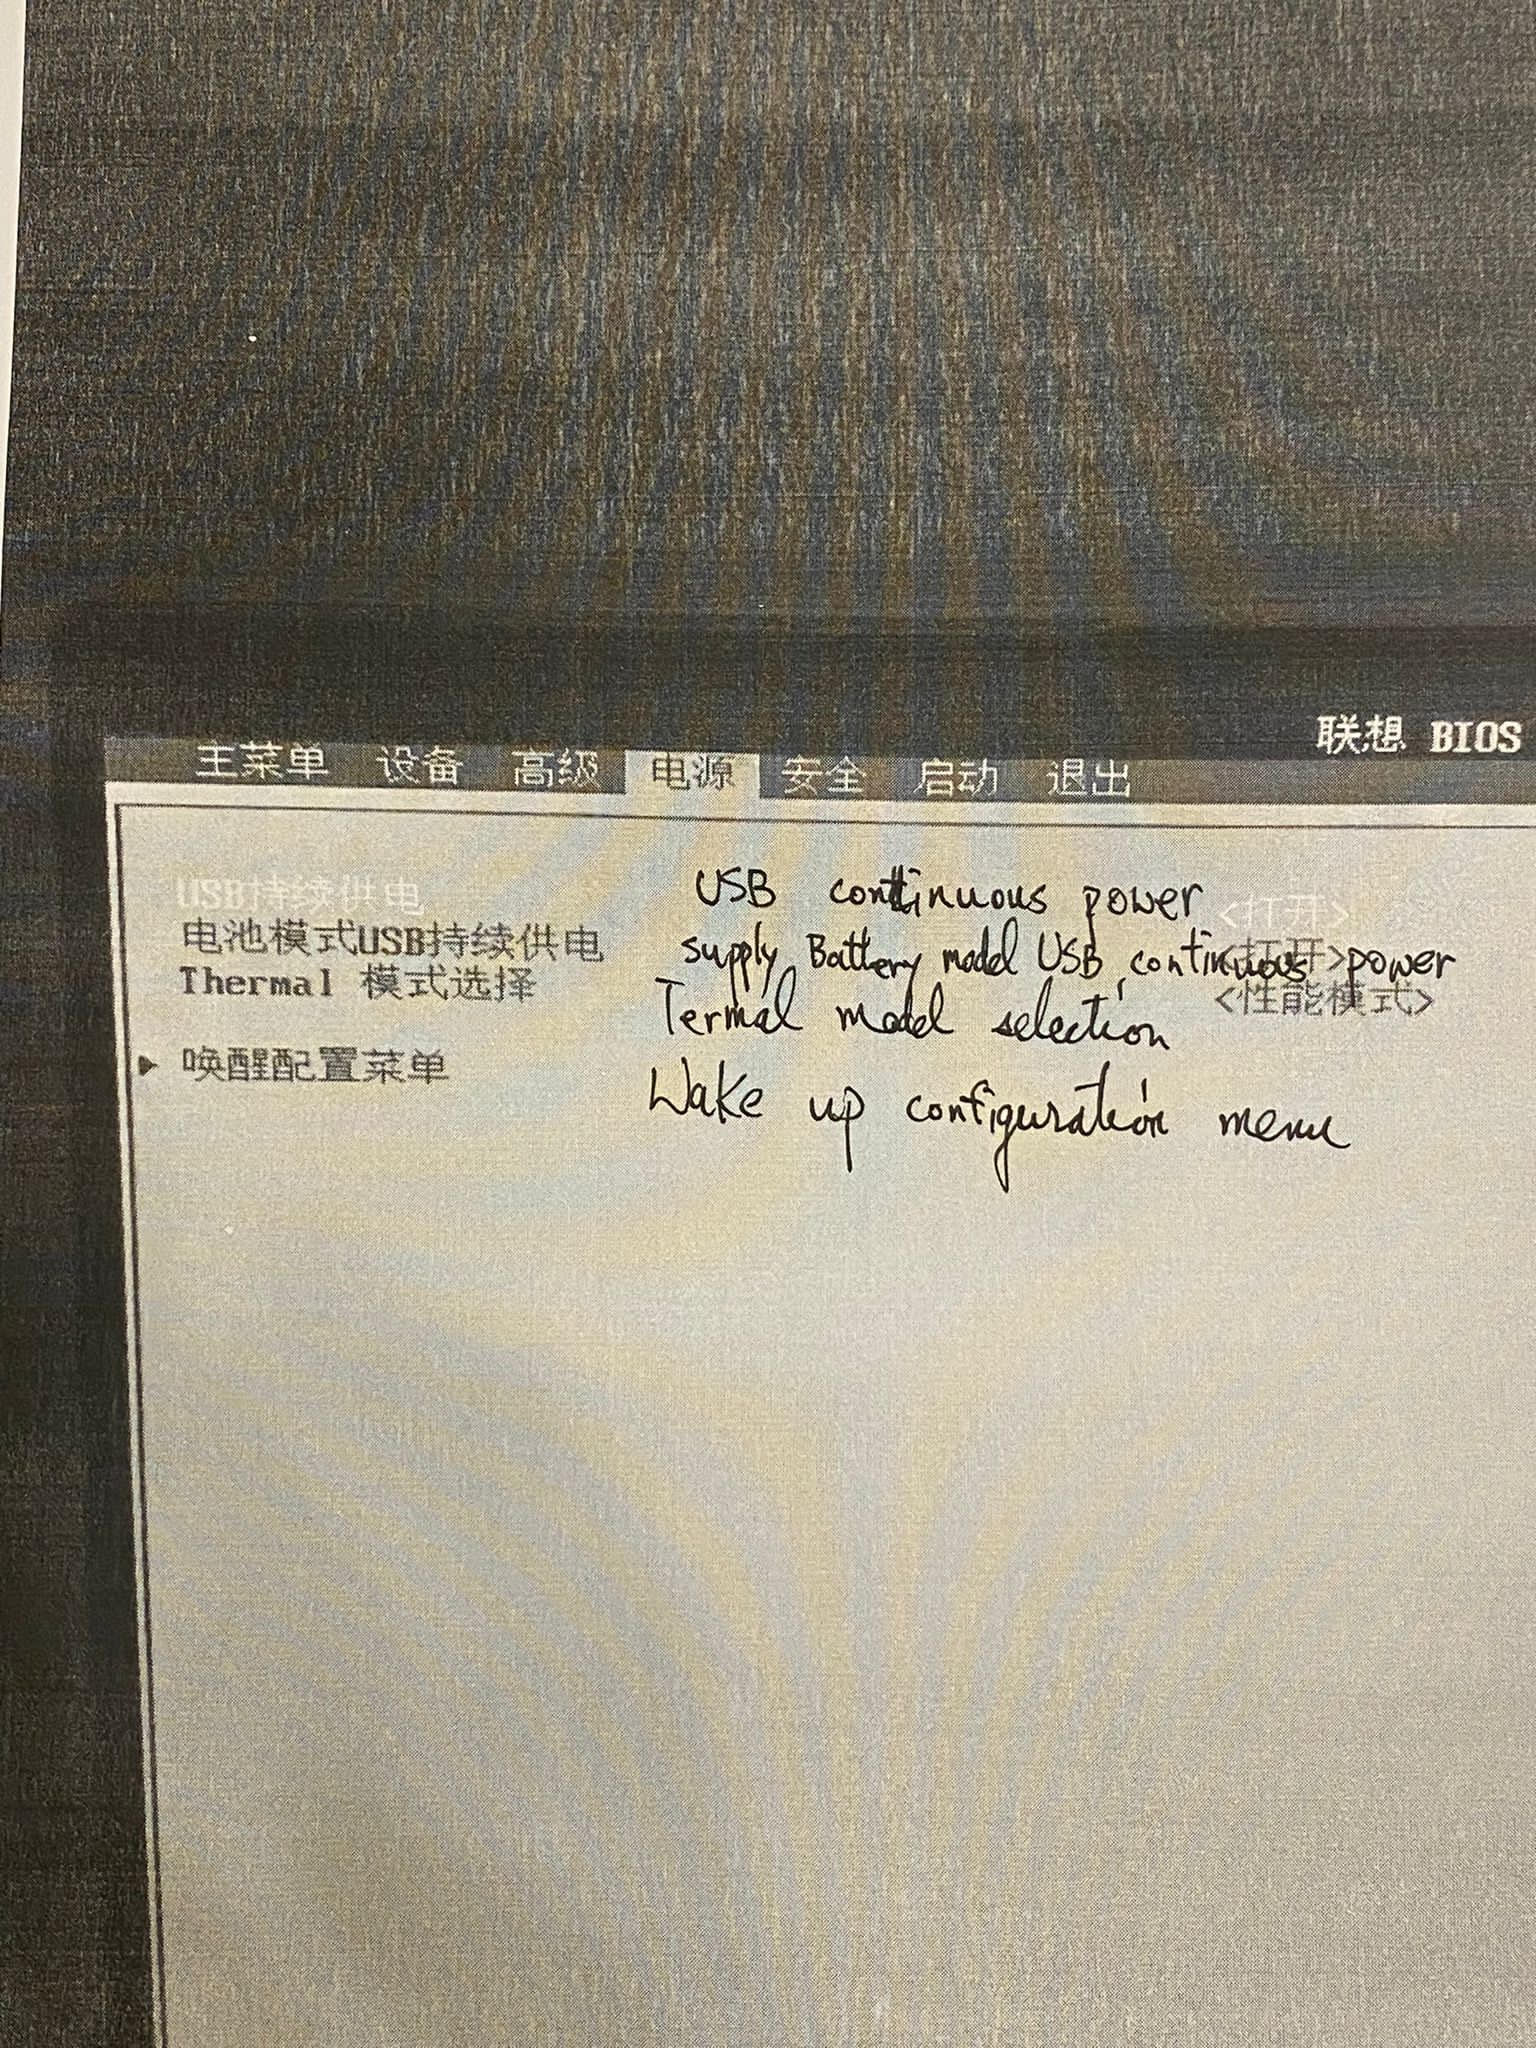 联想 BIOS
主菜单 设备 高级 电源 安全 启动 退出
USB持续供电 USB continuous power <打开>
电池模式USB持续供电 supply Battery model USB continuous power <打开>
Thermal 模式选择 Termal model selection <性能模式>
唤醒配置菜单 Wake up configuration menu